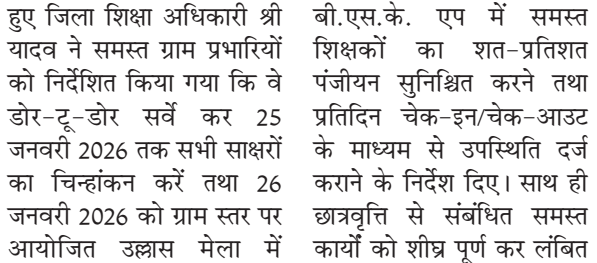 हुए जिला शिक्षा अधिकारी श्री
यादव ने समस्त ग्राम प्रभारियों
को निर्देशित किया गया कि वे
डोर-टू-डोर सर्वे कर 25
जनवरी 2026 तक सभी साक्षरों
का चिन्हांकन करें तथा 26
जनवरी 2026 को ग्राम स्तर पर
आयोजित उल्लास मेला में
बी.एस.के. एप में समस्त
शिक्षकों का शत-प्रतिशत
पंजीयन सुनिश्चित करने तथा
प्रतिदिन चेक-इन/चेक-आउट
के माध्यम से उपस्थिति दर्ज
कराने के निर्देश दिए। साथ ही
छात्रवृत्ति से संबंधित समस्त
कार्यों को शीघ्र पूर्ण कर लंबित